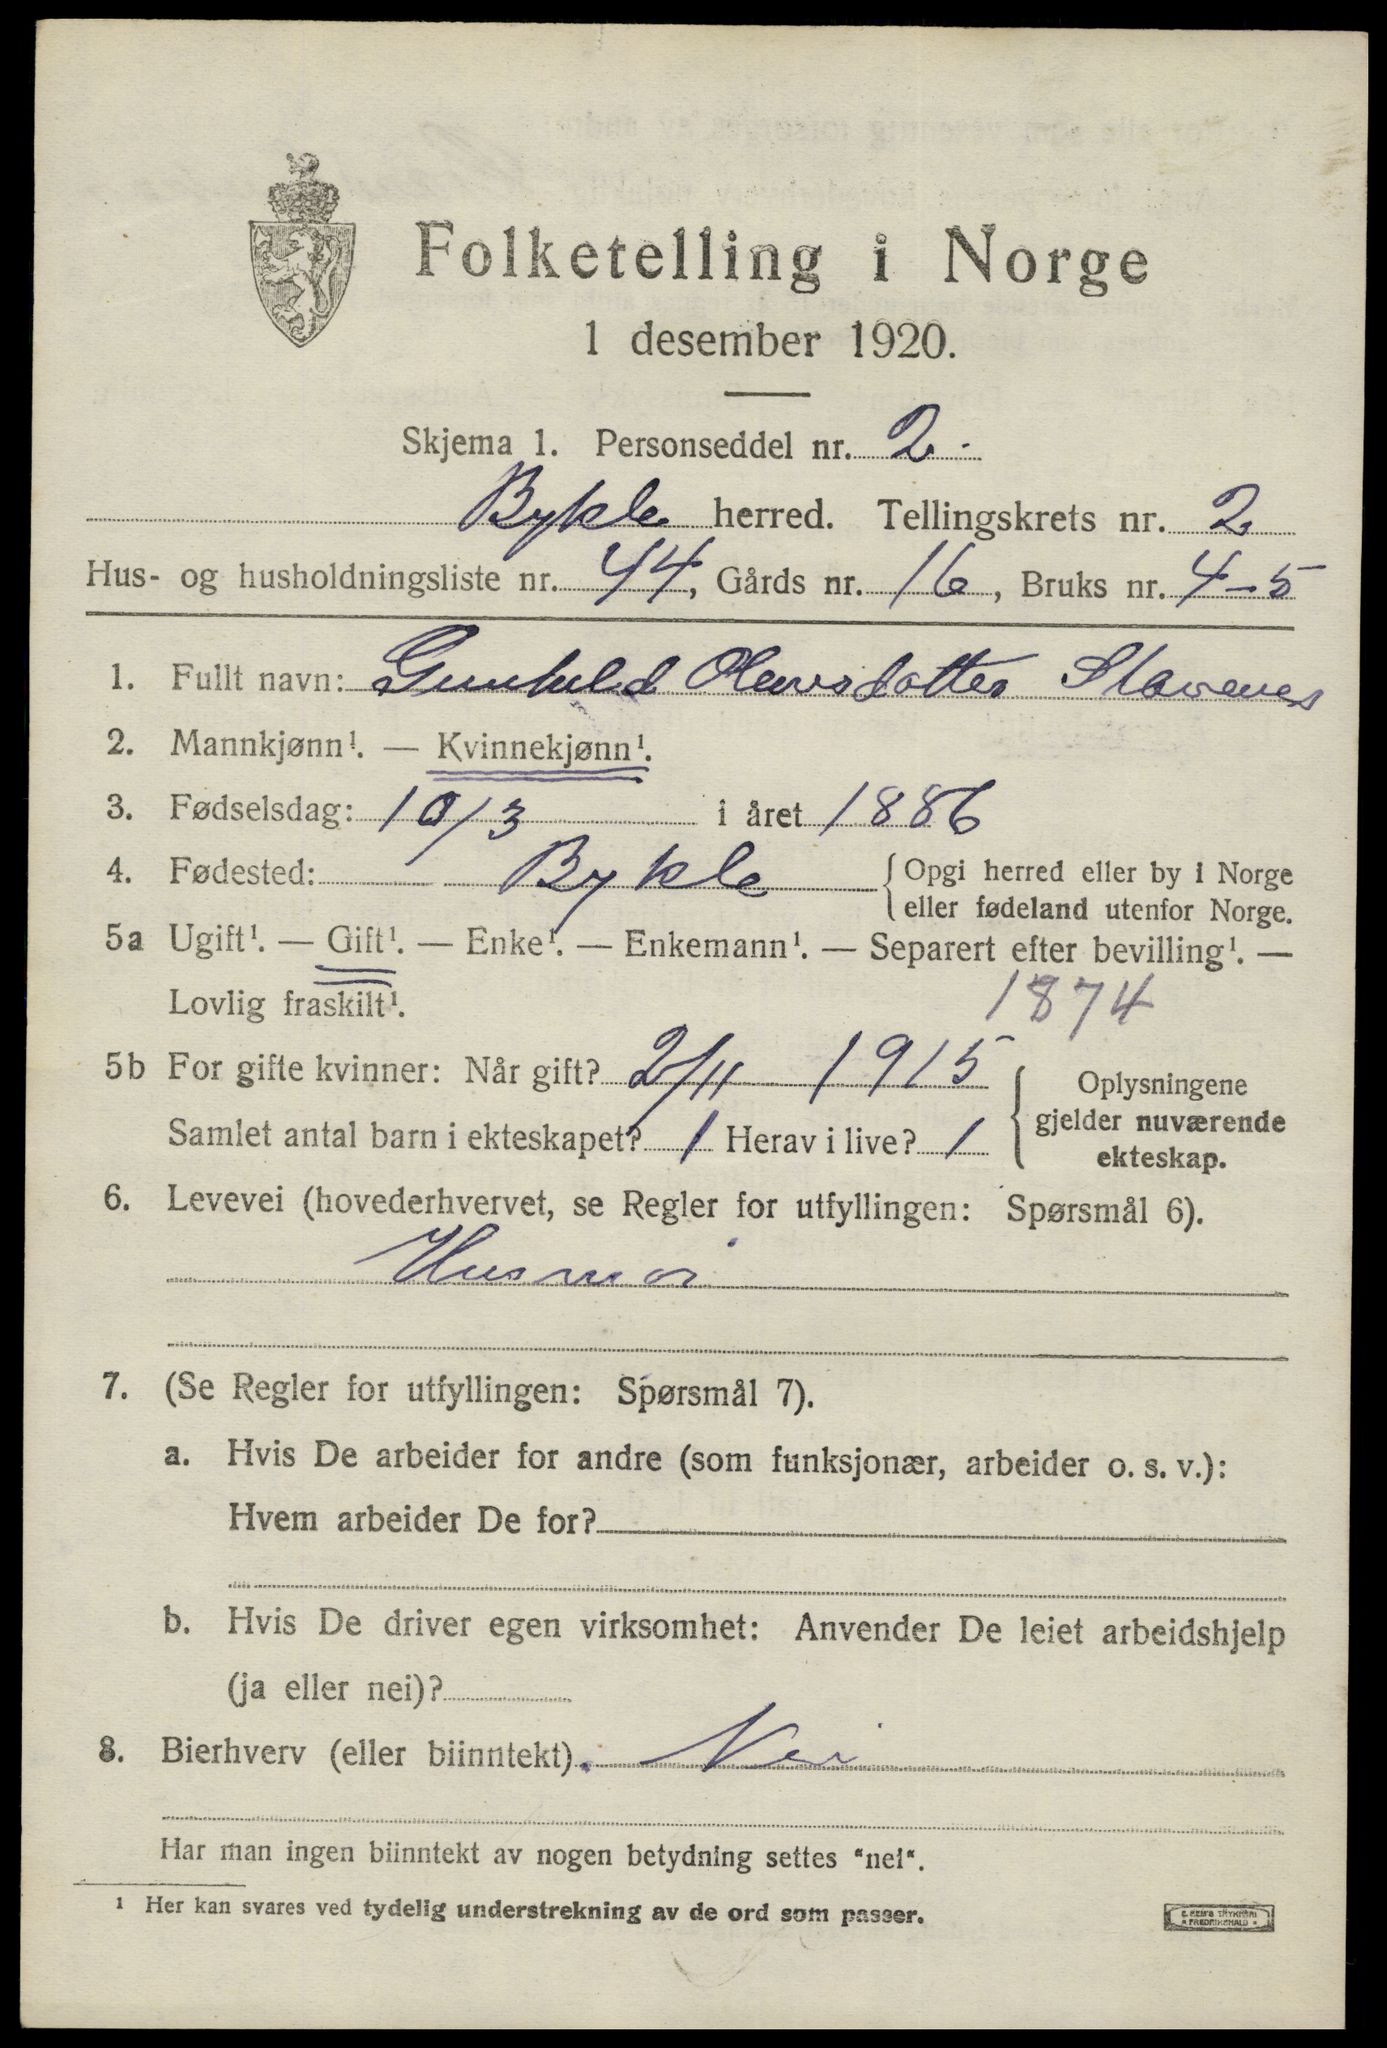 Folketelling i Norge
1 desember 1920.
Skjema 1. Personseddel nr. 2.
Bykle herred. Tellingskrets nr. 2
Hus- og husholdningsliste nr. 44, Gårds nr. 16, Bruks nr. 4-5
1. Fullt navn: Gunhild Olavsdotter
2. Mannkjønn¹. — Kvinnekjønn¹.
3. Fødselsdag: 10/3 i året 1886
4. Fødested: Bykle {Opgi herred eller by i Norge
eller fødeland utenfor Norge.
5a Ugift¹. — Gift¹. — Enke¹. — Enkemann¹. — Separert efter bevilling¹. —
Lovlig fraskilt¹. 1874
5b For gifte kvinner: Når gift? 2/11 1915 Oplysningene
gjelder nuværende
Samlet antal barn i ekteskapet? 1 Herav i live? 1
ekteskap.
6. Levevei (hovederhvervet, se Regler for utfyllingen: Spørsmål 6).
Husmor
7. (Se Regler for utfyllingen: Spørsmål 7).
a. Hvis De arbeider for andre (som funksjonær, arbeider o. s. v.):
Hvem arbeider De for?
b. Hvis De driver egen virksomhet: Anvender De leiet arbeidshjelp
(ja eller nei)?
8. Bierhverv (eller biinntekt). Nei
Har man ingen biinntekt av nogen betydning settes "nei".
¹ Her kan svares ved tydelig understrekning av de ord som passer.